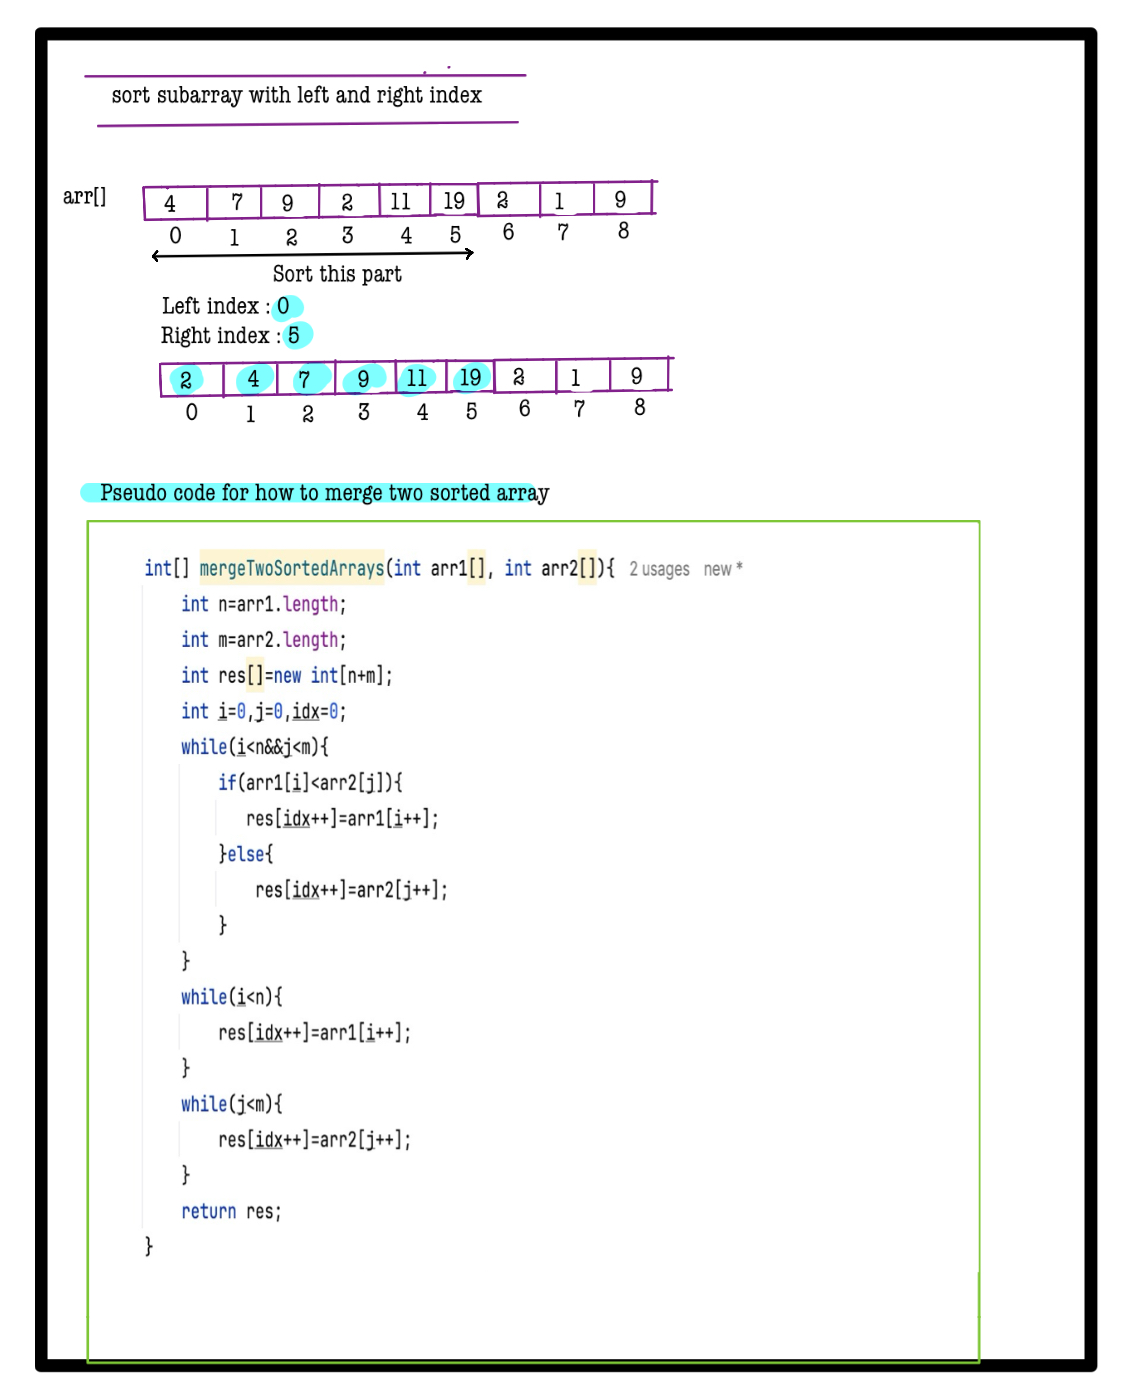 sort subarray with left and right index
arr[] 4 7 9 2 11 19 2 1 9
0 1 2 3 4 5 6 7 8
Sort this part
Left index : 0
Right index : 5
2 4 7 9 11 19 2 1 9
0 1 2 3 4 5 6 7 8
Pseudo code for how to merge two sorted array
int[] mergeTwoSortedArrays(int arr1[], int arr2[]){ 2 usages new *
int n=arr1.length;
int m=arr2.length;
int res[]=new int[n+m];
int i=0,j=0,idx=0;
while(i<n&&j<m){
if(arr1[i]<arr2[j]){
res[idx++]=arr1[i++];
}else{
res[idx++]=arr2[j++];
}
}
while(i<n){
res[idx++]=arr1[i++];
}
while(j<m){
res[idx++]=arr2[j++];
}
return res;
}